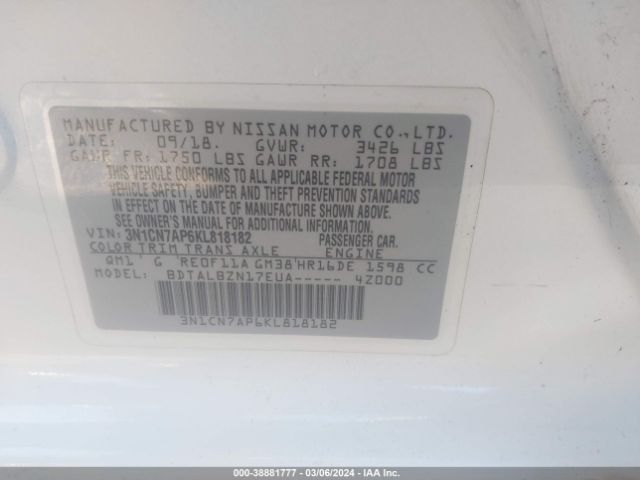 MANUFACTURED BY NISSAN MOTOR CO.,LTD.
DATE: 09/18. GVWR: 3426 LBS
GAWR FR: 1750 LBS GAWR RR: 1708 LBS
THIS VEHICLE CONFORMS TO ALL APPLICABLE FEDERAL MOTOR
VEHICLE SAFETY, BUMPER AND THEFT PREVENTION STANDARDS
IN EFFECT ON THE DATE OF MANUFACTURE SHOWN ABOVE.
SEE OWNER'S MANUAL FOR FURTHER INFORMATION.
VIN: 3N1CN7AP6KL818182 PASSENGER CAR.
COLOR TRIM TRANS AXLE ENGINE
QM1 G RE0F11A GM38 HR16DE 1598 CC
MODEL: BDTALBZN17EUA----- 4Z000
3N1CN7AP6KL818182
000-38881777 - 03/06/2024 - IAAI.COM